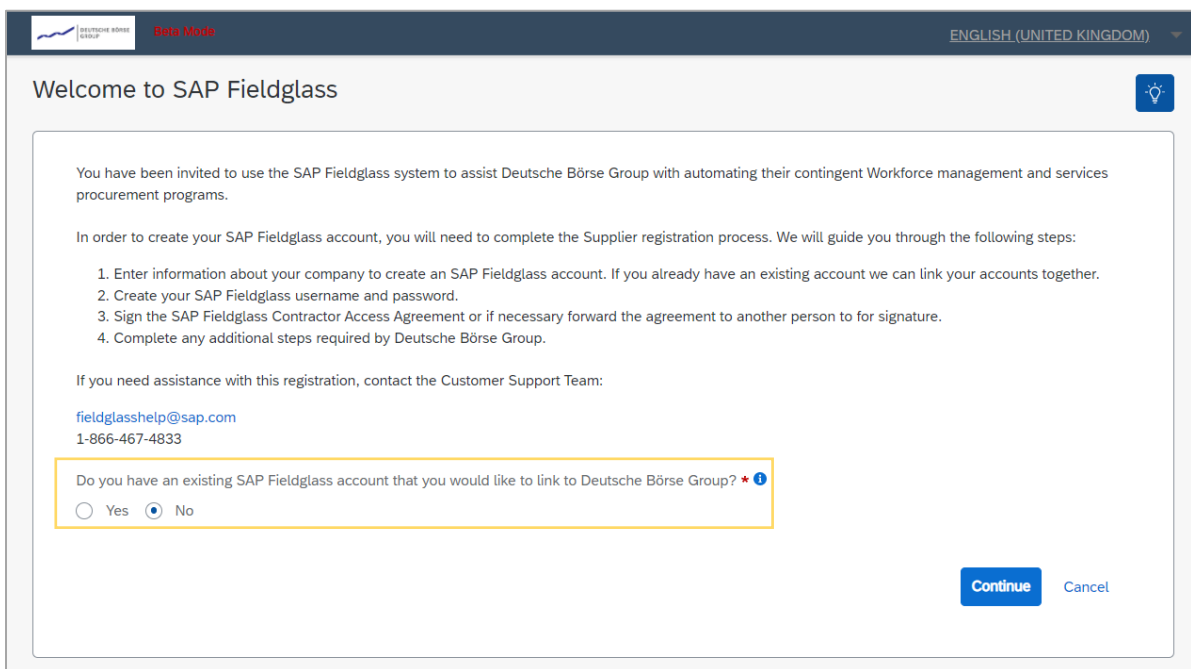 DEUTSCHE BÖRSE
GROUP
Beta Mode
ENGLISH (UNITED KINGDOM)
Welcome to SAP Fieldglass
You have been invited to use the SAP Fieldglass system to assist Deutsche Börse Group with automating their contingent Workforce management and services
procurement programs.
In order to create your SAP Fieldglass account, you will need to complete the Supplier registration process. We will guide you through the following steps:
1. Enter information about your company to create an SAP Fieldglass account. If you already have an existing account we can link your accounts together.
2. Create your SAP Fieldglass username and password.
3. Sign the SAP Fieldglass Contractor Access Agreement or if necessary forward the agreement to another person to for signature.
4. Complete any additional steps required by Deutsche Börse Group.
If you need assistance with this registration, contact the Customer Support Team:
fieldglasshelp@sap.com
1-866-467-4833
Do you have an existing SAP Fieldglass account that you would like to link to Deutsche Börse Group? *
Yes No
Continue Cancel